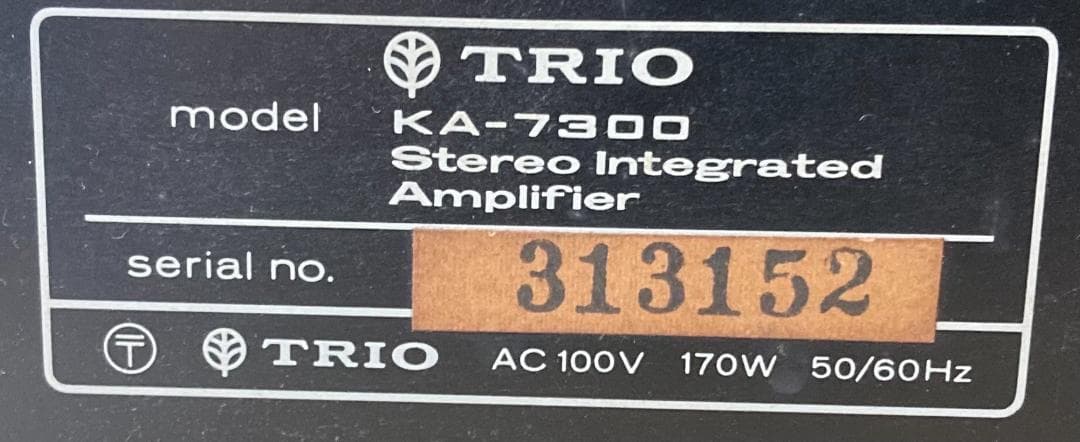 TRIO
model KA-7300
Stereo Integrated
Amplifier
serial no. 313152
〒 TRIO AC 100V 170W 50/60Hz